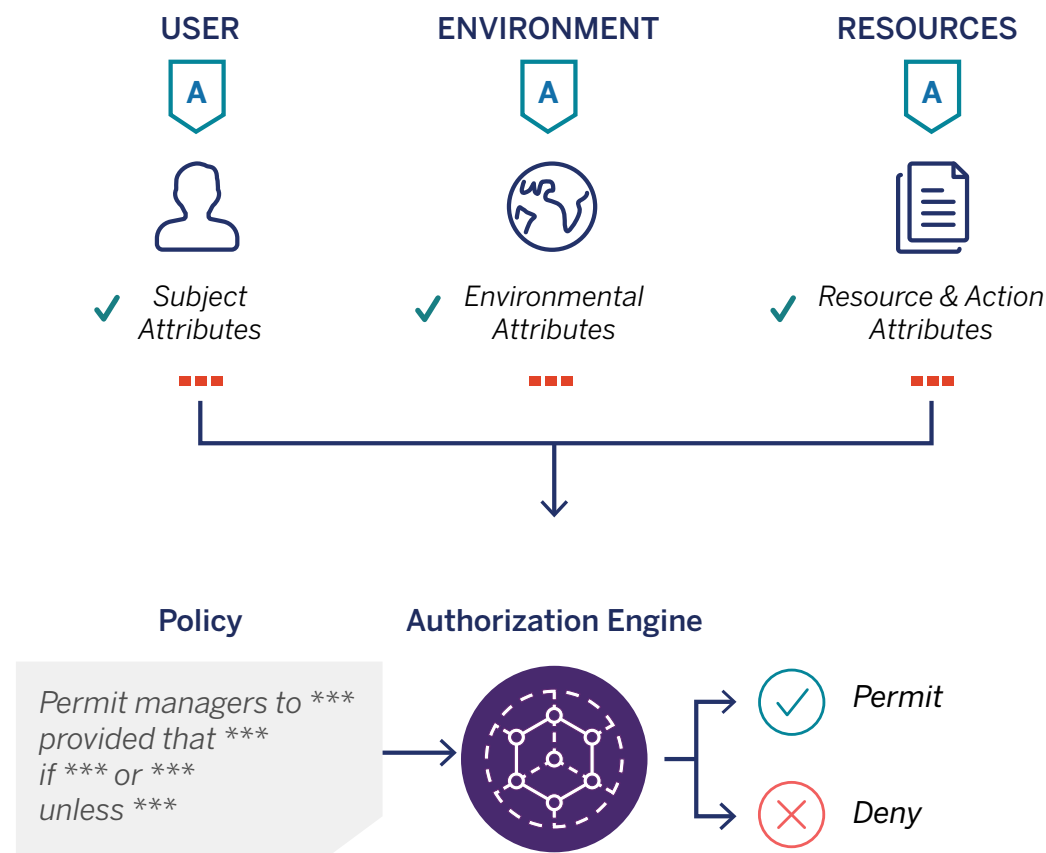 USER
ENVIRONMENT
RESOURCES
A
A
A
Subject
Attributes
Environmental
Attributes
Resource & Action
Attributes
Policy
Authorization Engine
Permit managers to ***
provided that ***
if *** or ***
unless ***
Permit
Deny